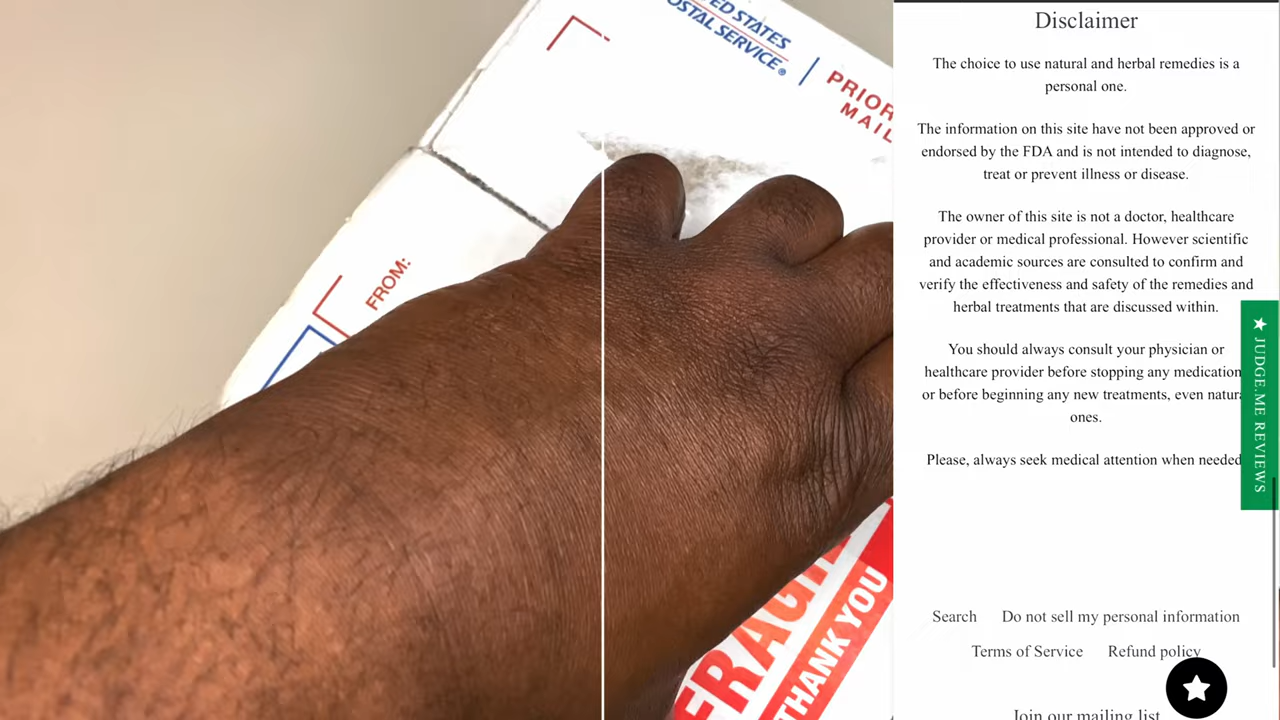 ED STATES
OSTAL SERVICE®
PRIOR
MAIL
FROM:
FRAGIL
THANK YOU
Disclaimer
The choice to use natural and herbal remedies is a
personal one.
The information on this site have not been approved or
endorsed by the FDA and is not intended to diagnose,
treat or prevent illness or disease.
The owner of this site is not a doctor, healthcare
provider or medical professional. However scientific
and academic sources are consulted to confirm and
verify the effectiveness and safety of the remedies and
herbal treatments that are discussed within.
You should always consult your physician or
healthcare provider before stopping any medication
or before beginning any new treatments, even natur
ones.
Please, always seek medical attention when needed
★ JUDGE.ME REVIEWS
Search Do not sell my personal information
Terms of Service Refund policy
Join our mailing list